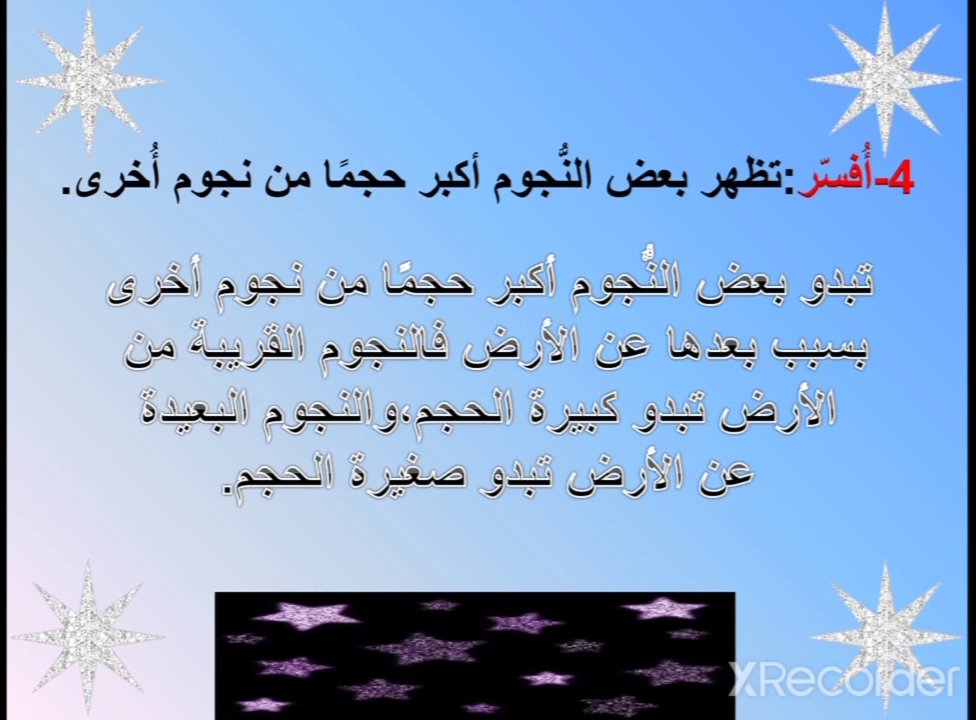 4-أُفسّر:تظهر بعض النُّجوم أكبر حجمًا من نجوم أُخرى.
تبدو بعض النُّجوم أكبر حجمًا من نجوم أخرى
بسبب بعدها عن الأرض فالنجوم القريبة من
الأرض تبدو كبيرة الحجم،والنجوم البعيدة
عن الأرض تبدو صغيرة الحجم.
XRecorder